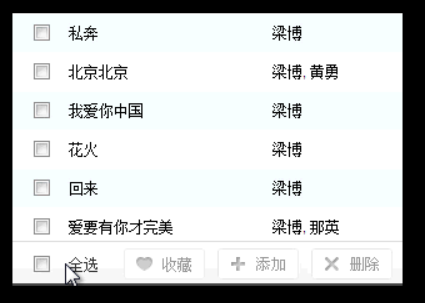 私奔 梁博
北京北京 梁博, 黄勇
我爱你中国 梁博
花火 梁博
回来 梁博
爱要有你才完美 梁博, 那英
全选 收藏 添加 删除